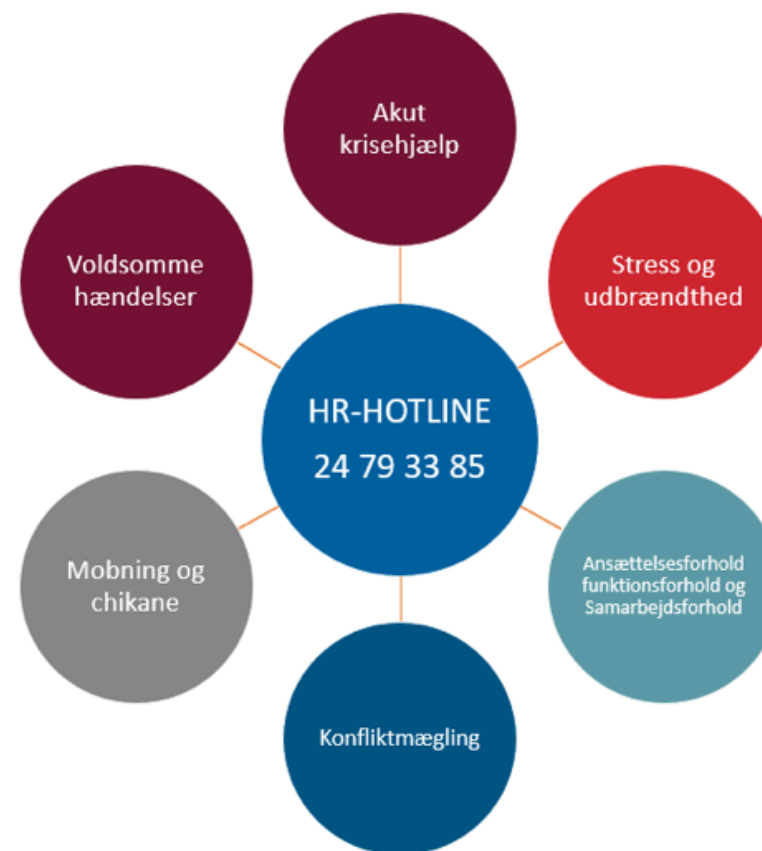 Akut
krisehjælp
Voldsomme
hændelser
Stress og
udbrændthed
HR-HOTLINE
24 79 33 85
Mobning og
chikane
Ansættelsesforhold
funktionsforhold og
Samarbejdsforhold
Konfliktmægling